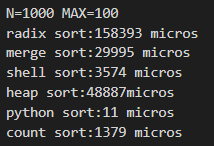 N=1000 MAX=100
radix sort:158393 micros
merge sort:29995 micros
shell sort:3574 micros
heap sort:48887micros
python sort:11 micros
count sort:1379 micros